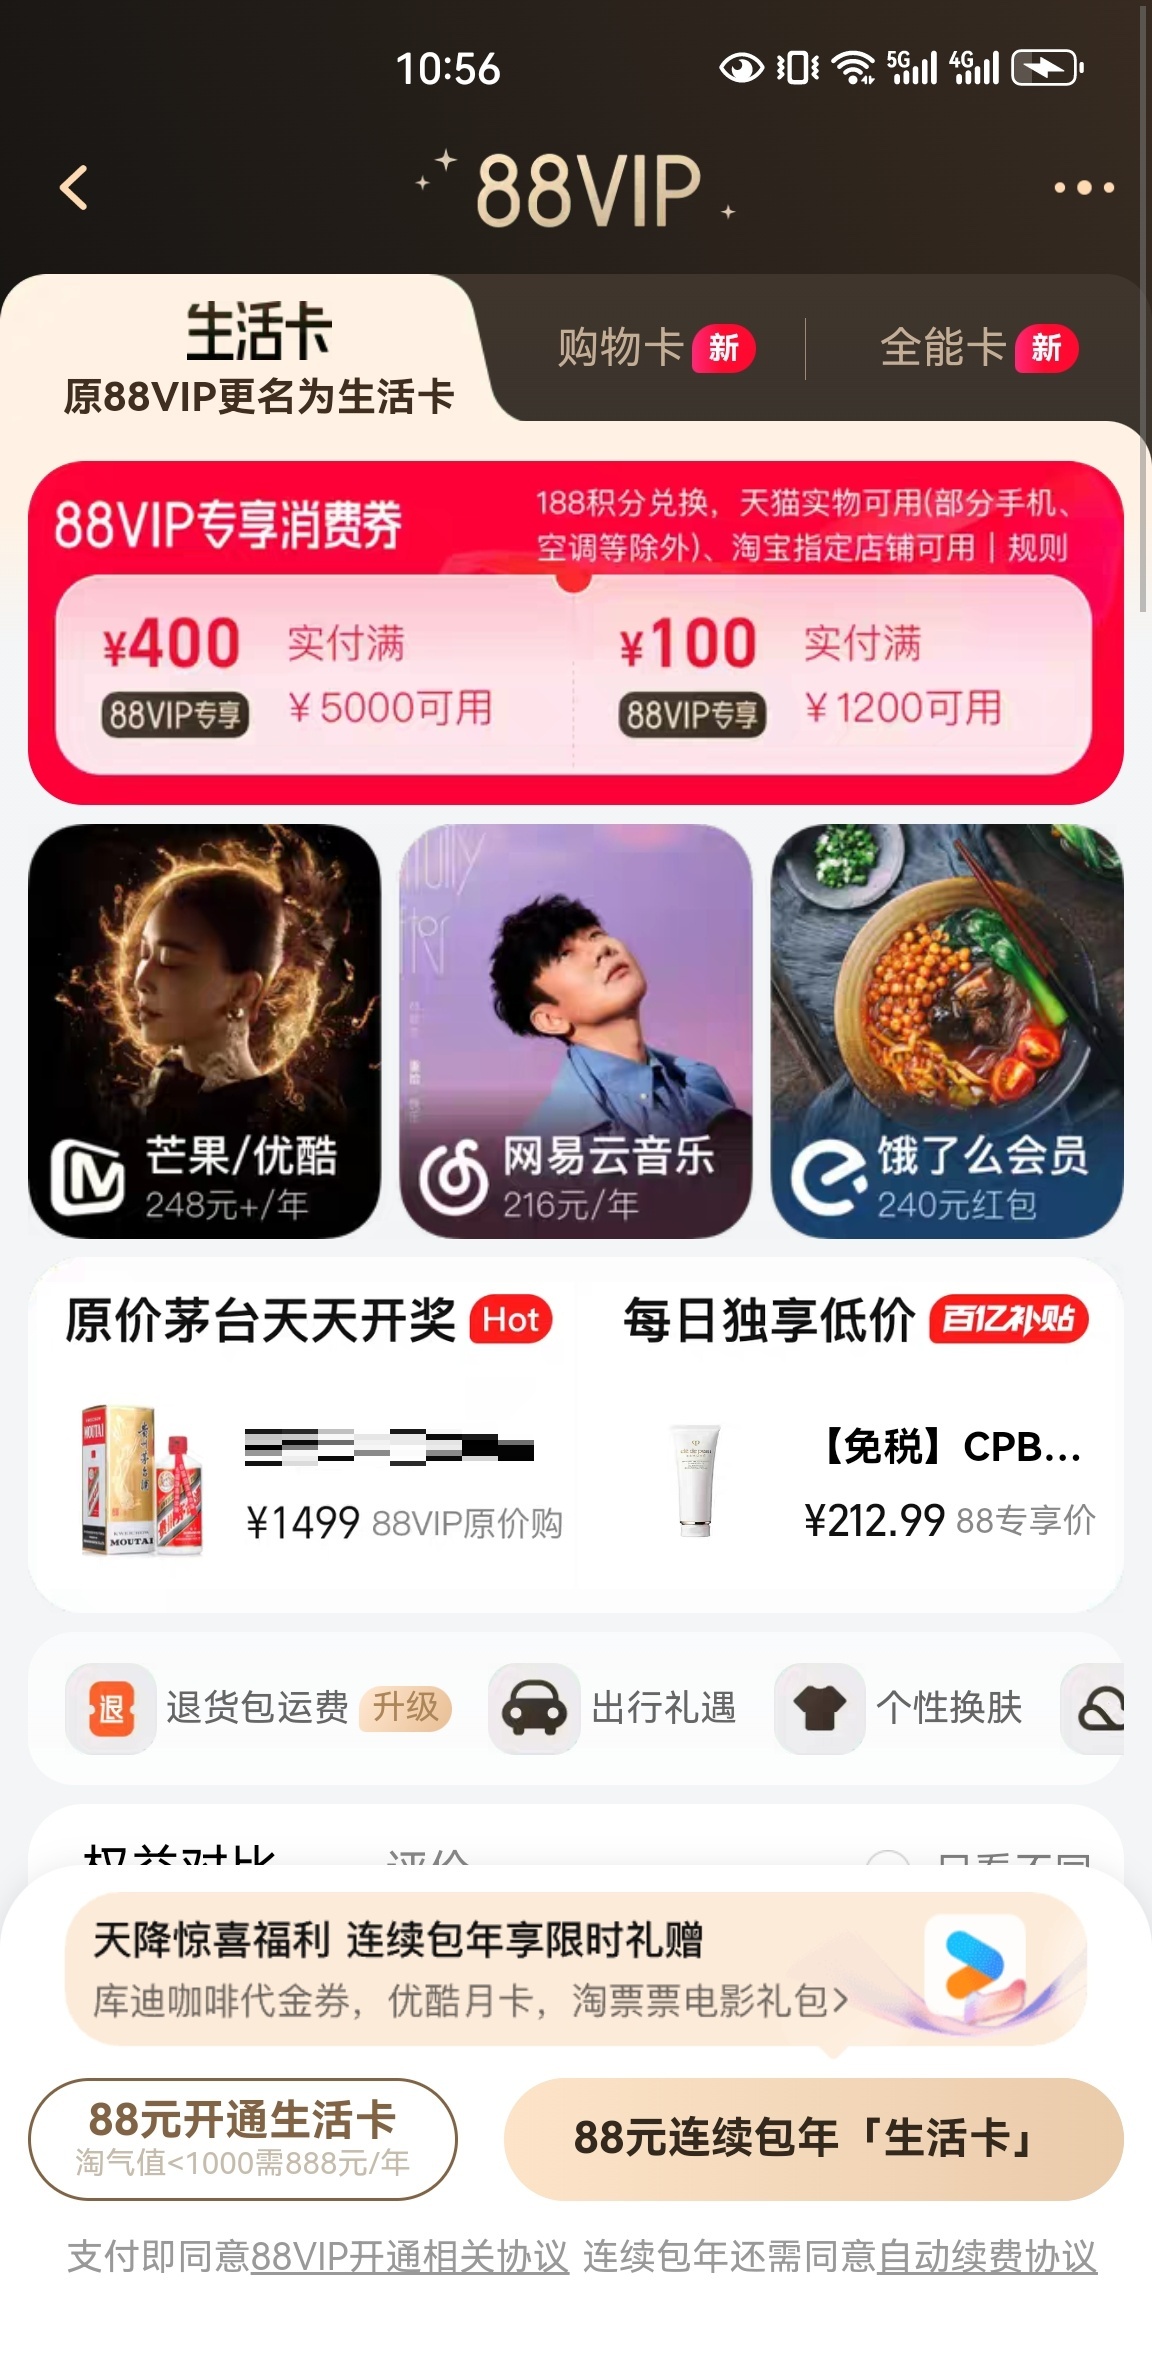 10:56
5G
4G
88VIP
生活卡
原88VIP更名为生活卡
购物卡 新
全能卡 新
88VIP专享消费券
188积分兑换，天猫实物可用(部分手机、
空调等除外)、淘宝指定店铺可用 | 规则
¥400 实付满
88VIP专享 ¥5000可用
¥100 实付满
88VIP专享 ¥1200可用
芒果/优酷
248元+/年
网易云音乐
216元/年
饿了么会员
240元红包
原价茅台天天开奖 Hot
MOUTAI
¥1499 88VIP原价购
每日独享低价 百亿补贴
【免税】CPB...
¥212.99 88专享价
退 退货包运费 升级
出行礼遇
个性换肤
权益对比
评价
只看不同
天降惊喜福利 连续包年享限时礼赠
库迪咖啡代金券，优酷月卡，淘票票电影礼包>
88元开通生活卡
淘气值<1000需888元/年
88元连续包年「生活卡」
支付即同意88VIP开通相关协议 连续包年还需同意自动续费协议